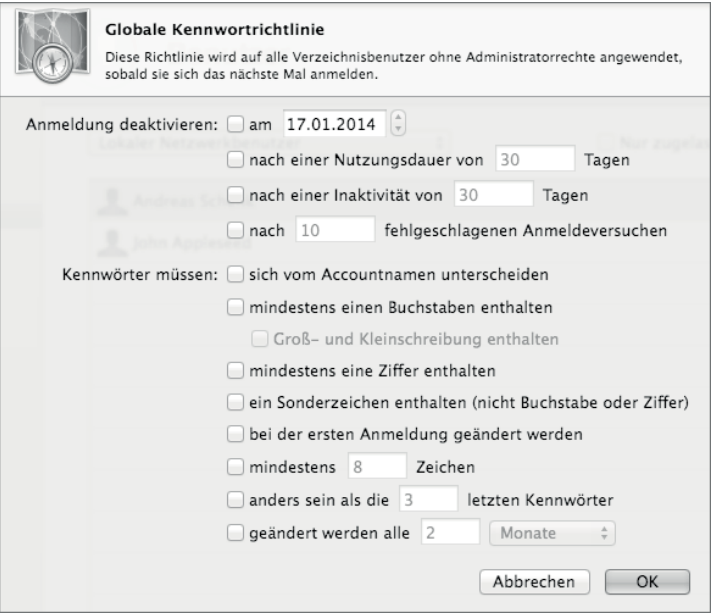 Globale Kennwortrichtlinie
Diese Richtlinie wird auf alle Verzeichnisbenutzer ohne Administratorrechte angewendet,
sobald sie sich das nächste Mal anmelden.
Anmeldung deaktivieren: am 17.01.2014
Lokaler Netzwerkbenutzer
nach einer Nutzungsdauer von 30 Tagen
nach einer Inaktivität von 30 Tagen
nach 10 fehlgeschlagenen Anmeldeversuchen
John Appleseed
Kennwörter müssen: sich vom Accountnamen unterscheiden
mindestens einen Buchstaben enthalten
Groß- und Kleinschreibung enthalten
mindestens eine Ziffer enthalten
ein Sonderzeichen enthalten (nicht Buchstabe oder Ziffer)
bei der ersten Anmeldung geändert werden
mindestens 8 Zeichen
anders sein als die 3 letzten Kennwörter
geändert werden alle 2 Monate
Abbrechen OK